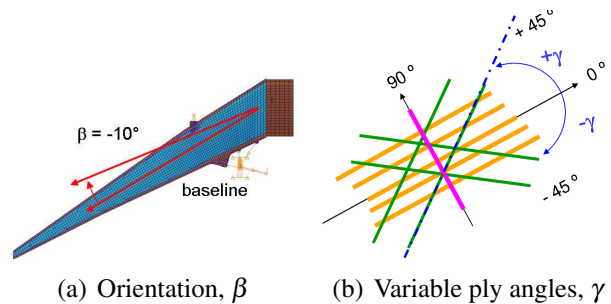 β = -10°
baseline
(a) Orientation, β
+ 45°
+γ
90 °
0 °
-γ
- 45°
(b) Variable ply angles, γ